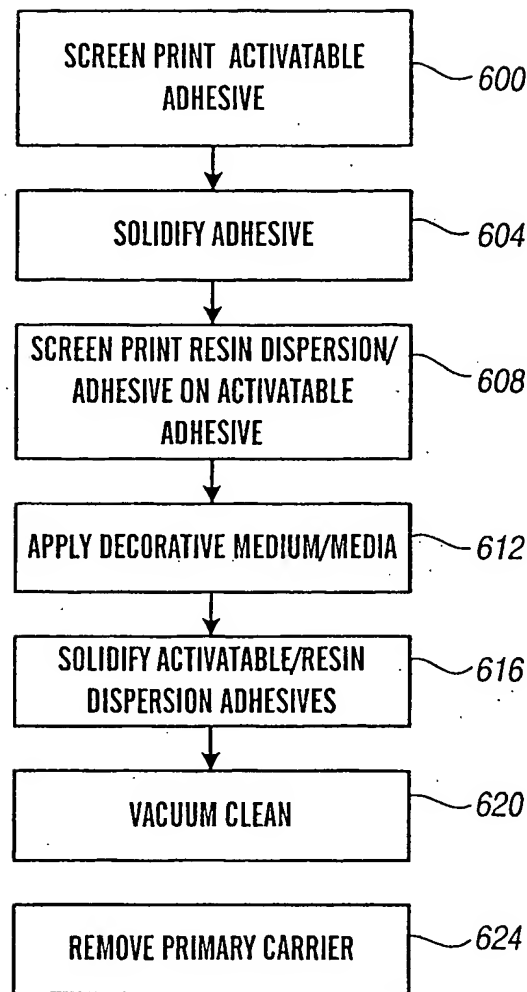 SCREEN PRINT ACTIVATABLE
ADHESIVE
600
SOLIDIFY ADHESIVE
604
SCREEN PRINT RESIN DISPERSION/
ADHESIVE ON ACTIVATABLE
ADHESIVE
608
APPLY DECORATIVE MEDIUM/MEDIA
612
SOLIDIFY ACTIVATABLE/RESIN
DISPERSION ADHESIVES
616
VACUUM CLEAN
620
REMOVE PRIMARY CARRIER
624